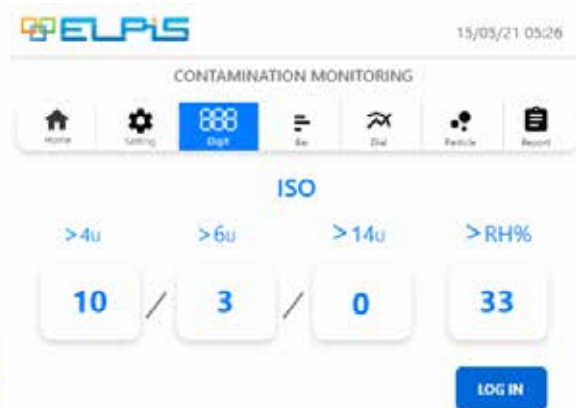 ELPiS
15/05/21 05:26
CONTAMINATION MONITORING
888
Home Setting Digit Bar Dial Particle Report
ISO
>4u >6u >14u >RH%
10 / 3 / 0 33
LOG IN